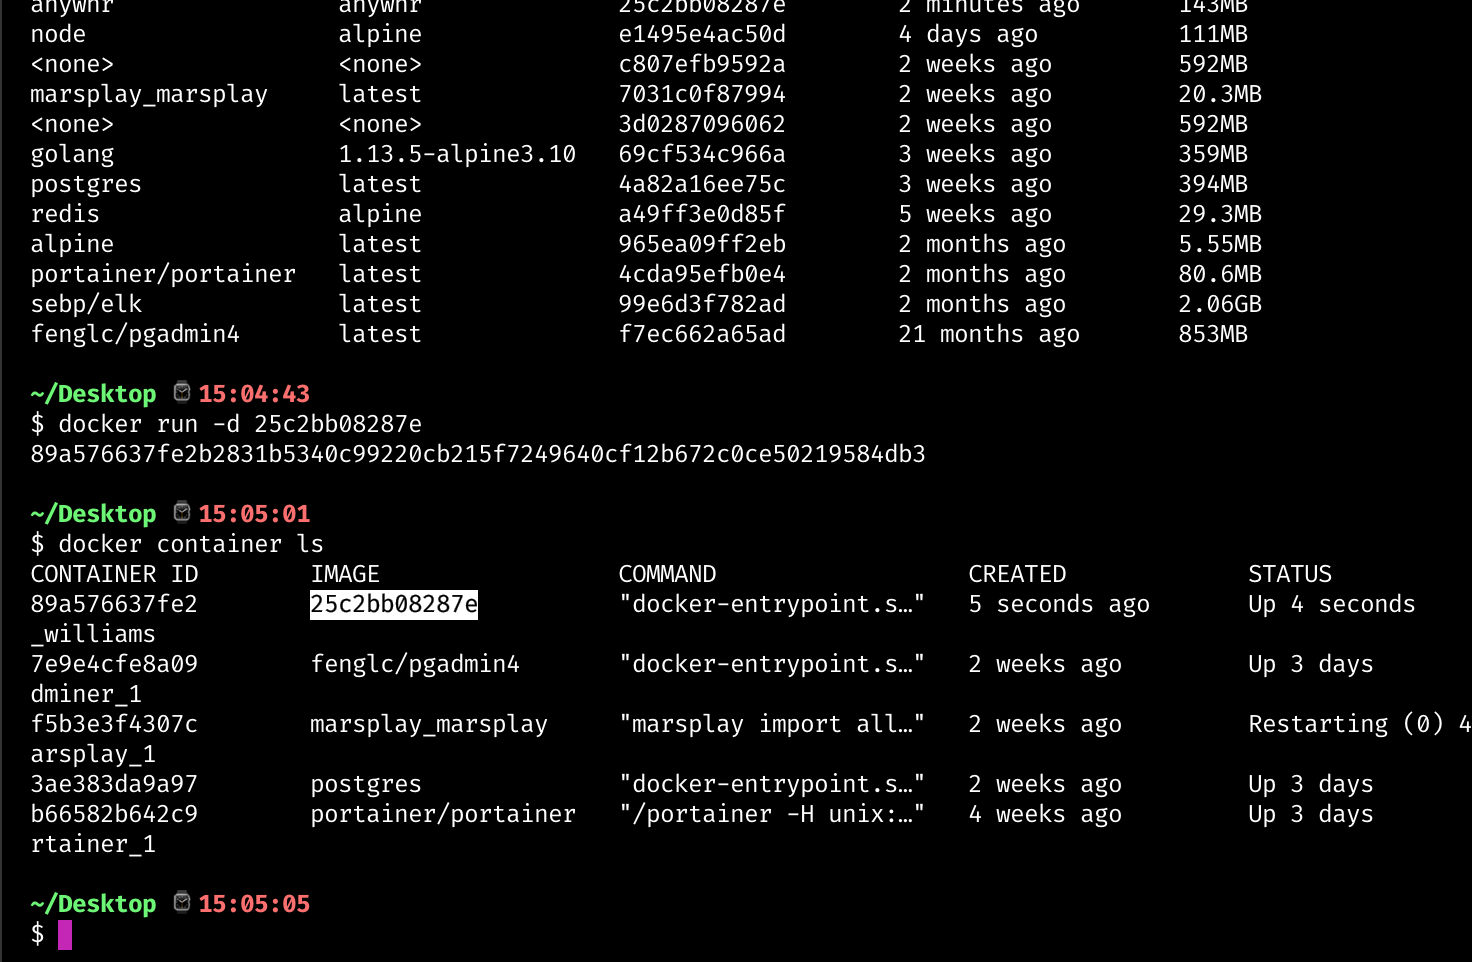 anywhr anywhr 25c2bb08287e 2 minutes ago 143MB
node alpine e1495e4ac50d 4 days ago 111MB
<none> <none> c807efb9592a 2 weeks ago 592MB
marsplay_marsplay latest 7031c0f87994 2 weeks ago 20.3MB
<none> <none> 3d0287096062 2 weeks ago 592MB
golang 1.13.5-alpine3.10 69cf534c966a 3 weeks ago 359MB
postgres latest 4a82a16ee75c 3 weeks ago 394MB
redis alpine a49ff3e0d85f 5 weeks ago 29.3MB
alpine latest 965ea09ff2eb 2 months ago 5.55MB
portainer/portainer latest 4cda95efb0e4 2 months ago 80.6MB
sebp/elk latest 99e6d3f782ad 2 months ago 2.06GB
fenglc/pgadmin4 latest f7ec662a65ad 21 months ago 853MB
~/Desktop 15:04:43
$ docker run -d 25c2bb08287e
89a576637fe2b2831b5340c99220cb215f7249640cf12b672c0ce50219584db3
~/Desktop 15:05:01
$ docker container ls
CONTAINER ID IMAGE COMMAND CREATED STATUS
89a576637fe2 25c2bb08287e "docker-entrypoint.s…" 5 seconds ago Up 4 seconds
_williams
7e9e4cfe8a09 fenglc/pgadmin4 "docker-entrypoint.s…" 2 weeks ago Up 3 days
dminer_1
f5b3e3f4307c marsplay_marsplay "marsplay import all…" 2 weeks ago Restarting (0) 4
arsplay_1
3ae383da9a97 postgres "docker-entrypoint.s…" 2 weeks ago Up 3 days
b66582b642c9 portainer/portainer "/portainer -H unix:…" 4 weeks ago Up 3 days
rtainer_1
~/Desktop 15:05:05
$